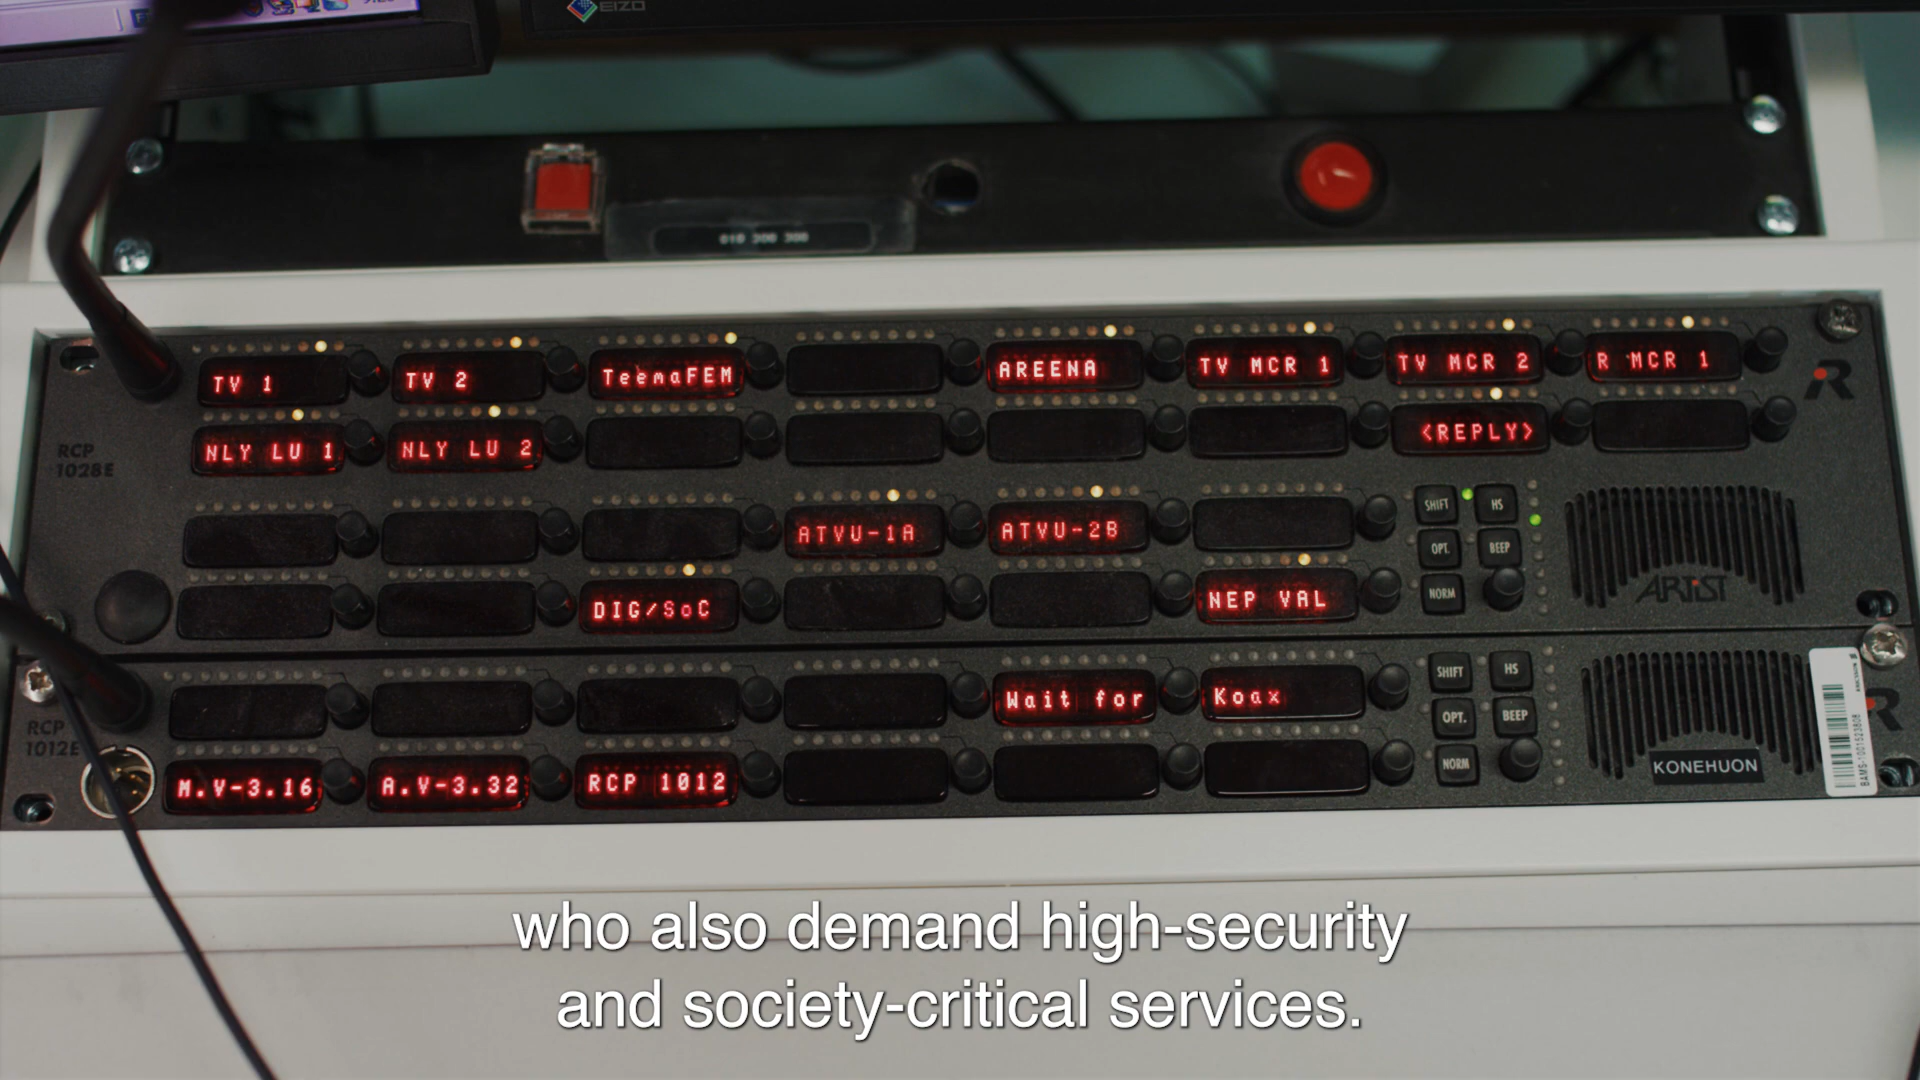 EIZO
TV 1
TV 2
TeemaFEM
AREENA
TV MCR 1
TV MCR 2
R MCR 1
R
RCP
1028E
NLY LU 1
NLY LU 2
<REPLY>
ATVU-1A
ATVU-2B
SHIFT
HS
OPT.
BEEP
NORM
ARTIST
DIG/SoC
NEP VAL
RCP
1012E
Wait for
Koax
SHIFT
HS
OPT.
BEEP
NORM
R
M.V-3.16
A.V-3.32
RCP 1012
KONEHUON
who also demand high-security
and society-critical services.